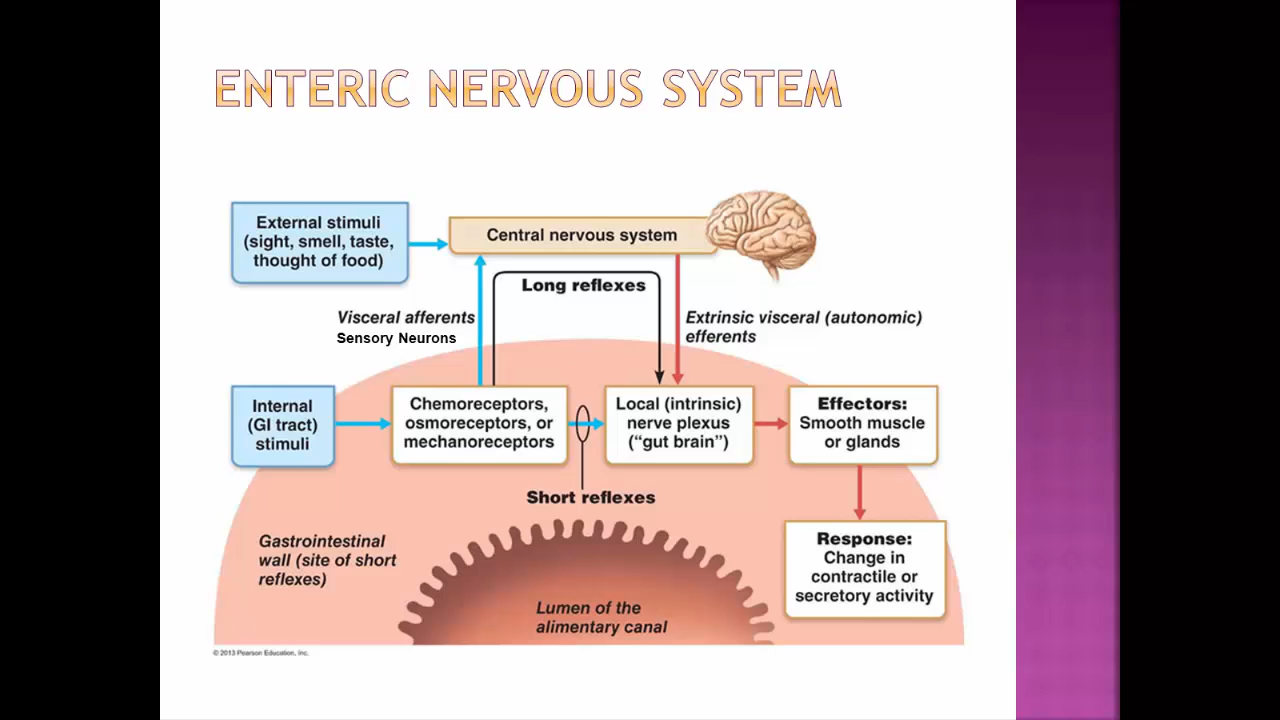 ENTERIC NERVOUS SYSTEM
External stimuli
(sight, smell, taste,
thought of food)
Central nervous system
Long reflexes
Visceral afferents
Sensory Neurons
Extrinsic visceral (autonomic)
efferents
Internal
(GI tract)
stimuli
Chemoreceptors,
osmoreceptors, or
mechanoreceptors
Local (intrinsic)
nerve plexus
("gut brain")
Effectors:
Smooth muscle
or glands
Short reflexes
Gastrointestinal
wall (site of short
reflexes)
Response:
Change in
contractile or
secretory activity
Lumen of the
alimentary canal
© 2013 Pearson Education, Inc.